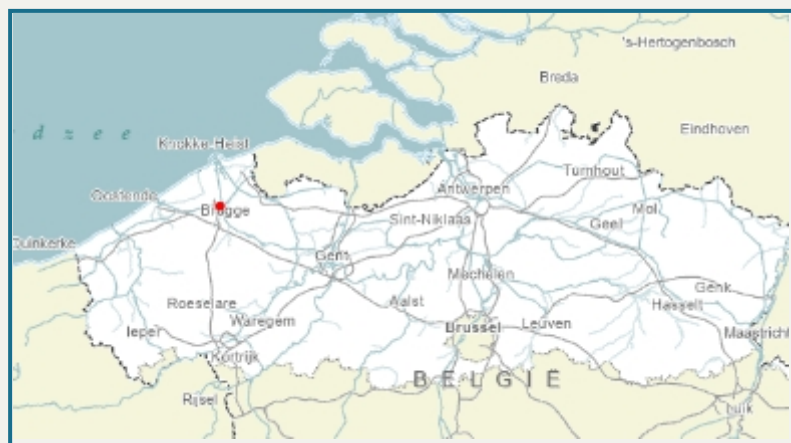 's-Hertogenbosch
Breda
d z e e
Eindhoven
Knokke-Heist
Turnhout
Antwerpen
Oostende
Mol
Brugge
Sint-Niklaas
Geel
Duinkerke
Gent
Mechelen
Genk
Roeselare
Aalst
Hasselt
Waregem
Ieper
Brussel
Leuven
Maastricht
Kortrijk
BELGIË
Rijsel
Luik